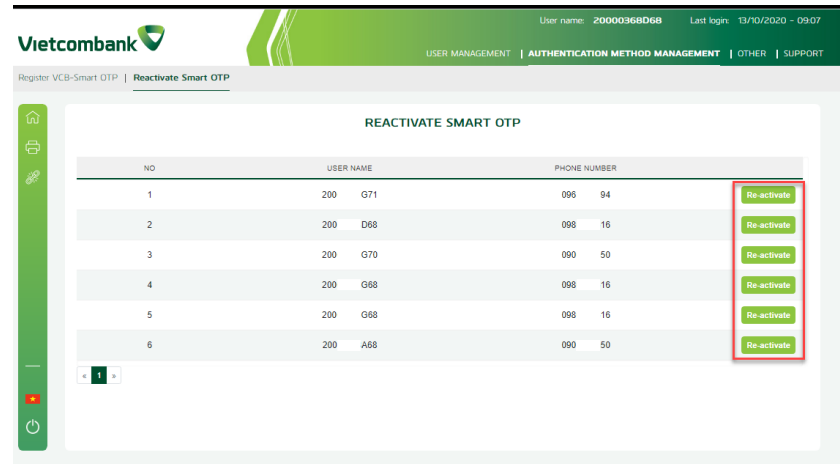 User name: 20000368D68 Last login: 13/10/2020 - 09:07
Vietcombank
USER MANAGEMENT | AUTHENTICATION METHOD MANAGEMENT | OTHER | SUPPORT
Register VCB-Smart OTP | Reactivate Smart OTP
REACTIVATE SMART OTP
NO USER NAME PHONE NUMBER
1 200 G71 096 94 Re-activate
2 200 D68 098 16 Re-activate
3 200 G70 090 50 Re-activate
4 200 G68 098 16 Re-activate
5 200 G68 098 16 Re-activate
6 200 A68 090 50 Re-activate
« 1 »